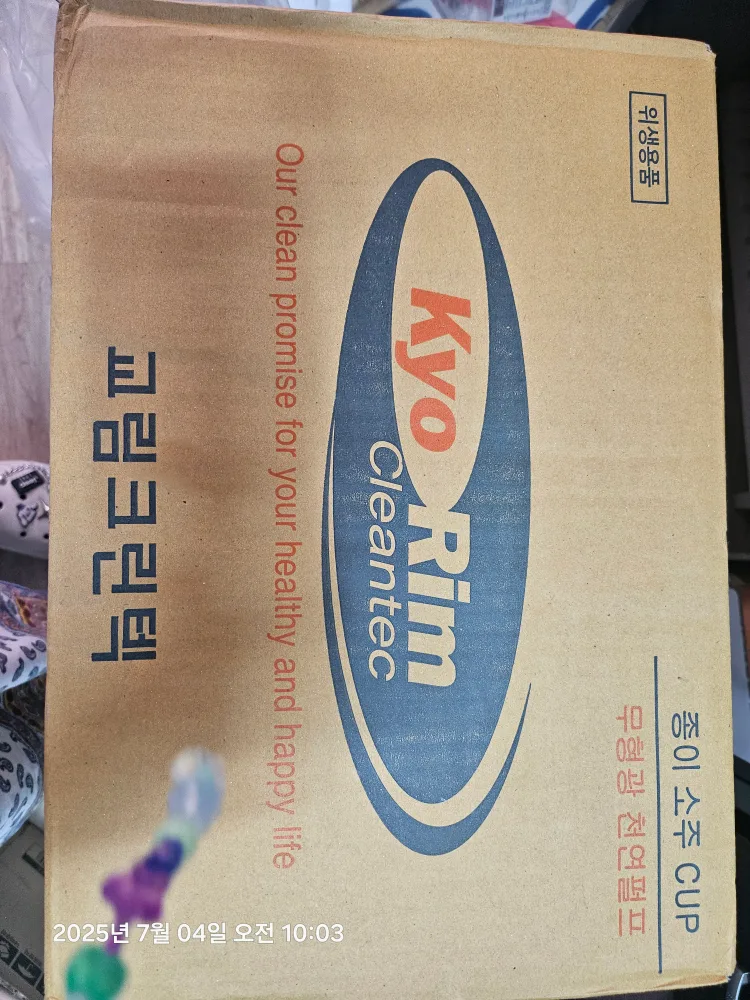 위생용품
종이 소주 CUP
무형광 천연펄프
Kyo Rim
Cleantec
Our clean promise for your healthy and happy life
교림크린텍
2025년 7월 04일 오전 10:03